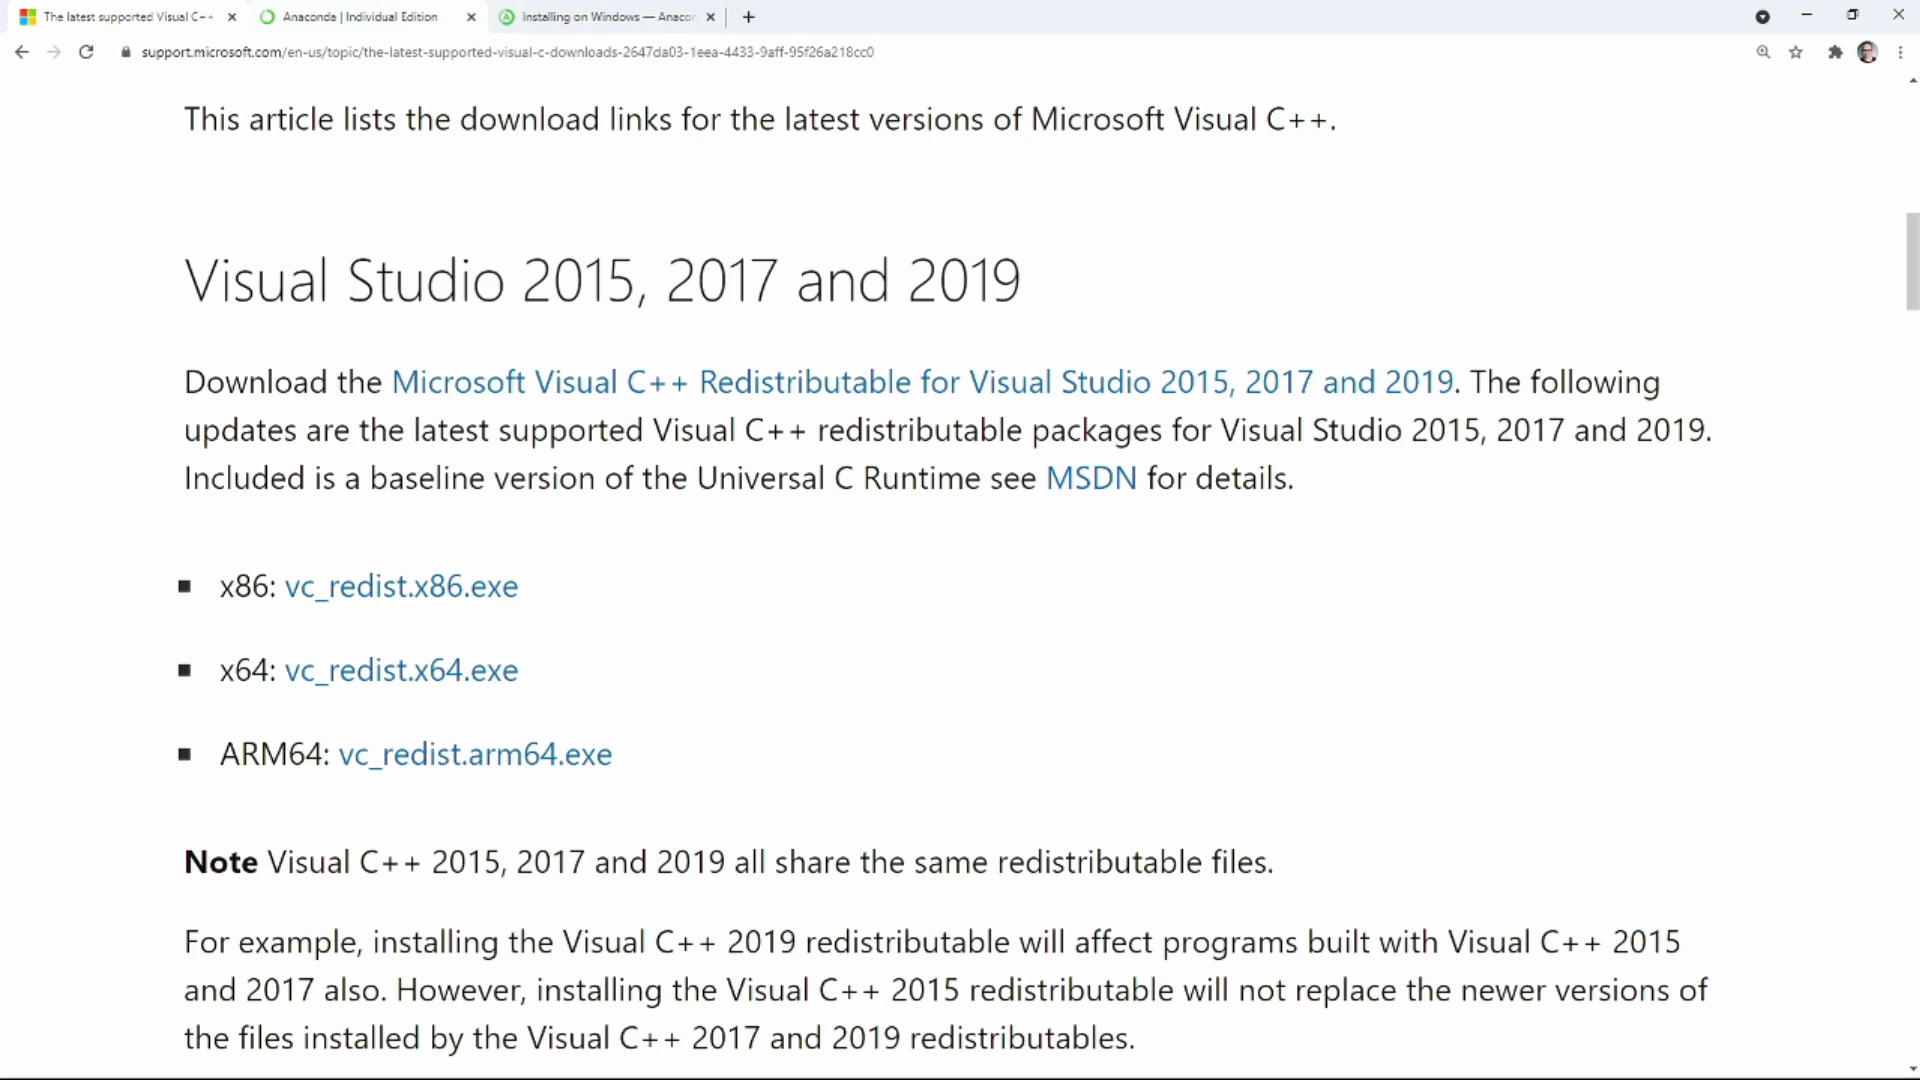 The latest supported Visual C++
Anaconda | Individual Edition
Installing on Windows — Anacon
support.microsoft.com/en-us/topic/the-latest-supported-visual-c-downloads-2647da03-1eea-4433-9aff-95f26a218cc0
This article lists the download links for the latest versions of Microsoft Visual C++.
Visual Studio 2015, 2017 and 2019
Download the Microsoft Visual C++ Redistributable for Visual Studio 2015, 2017 and 2019. The following
updates are the latest supported Visual C++ redistributable packages for Visual Studio 2015, 2017 and 2019.
Included is a baseline version of the Universal C Runtime see MSDN for details.
x86: vc_redist.x86.exe
x64: vc_redist.x64.exe
ARM64: vc_redist.arm64.exe
Note Visual C++ 2015, 2017 and 2019 all share the same redistributable files.
For example, installing the Visual C++ 2019 redistributable will affect programs built with Visual C++ 2015
and 2017 also. However, installing the Visual C++ 2015 redistributable will not replace the newer versions of
the files installed by the Visual C++ 2017 and 2019 redistributables.